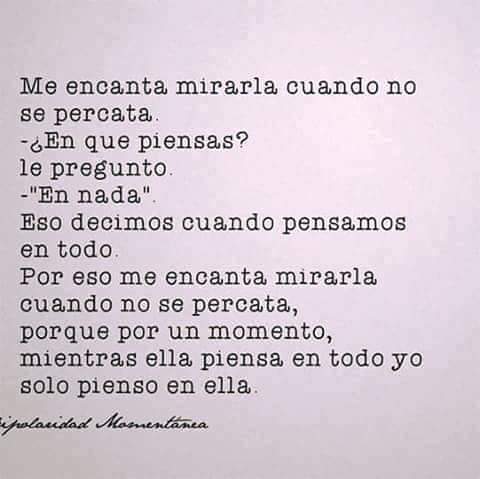 Me encanta mirarla cuando no
se percata.
-¿En que piensas?
le pregunto.
-"En nada".
Eso decimos cuando pensamos
en todo.
Por eso me encanta mirarla
cuando no se percata,
porque por un momento,
mientras ella piensa en todo yo
solo pienso en ella.
ipolaridad Momentánea